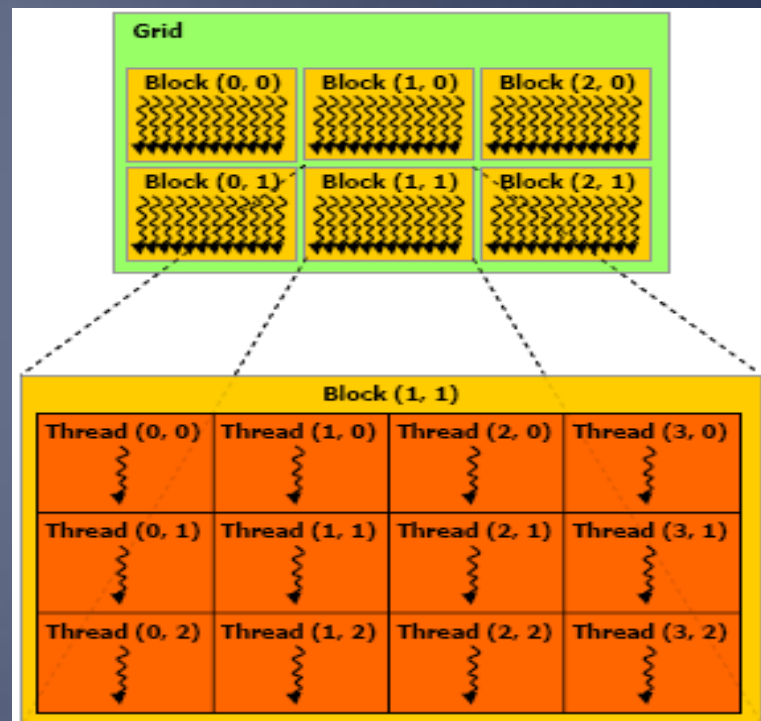 Grid
Block (0, 0) Block (1, 0) Block (2, 0)
Block (0, 1) Block (1, 1) Block (2, 1)
Block (1, 1)
Thread (0, 0) Thread (1, 0) Thread (2, 0) Thread (3, 0)
Thread (0, 1) Thread (1, 1) Thread (2, 1) Thread (3, 1)
Thread (0, 2) Thread (1, 2) Thread (2, 2) Thread (3, 2)